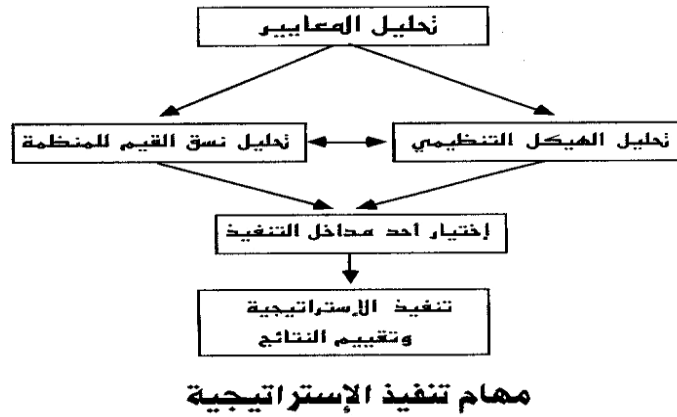 تحليل المعايير
تحليل الهيكل التنظيمي
تحليل نسق القيم للمنظمة
إختيار أحد مداخل التنفيذ
تنفيذ الإستراتيجية
وتقييم النتائج
مهام تنفيذ الإستراتيجية